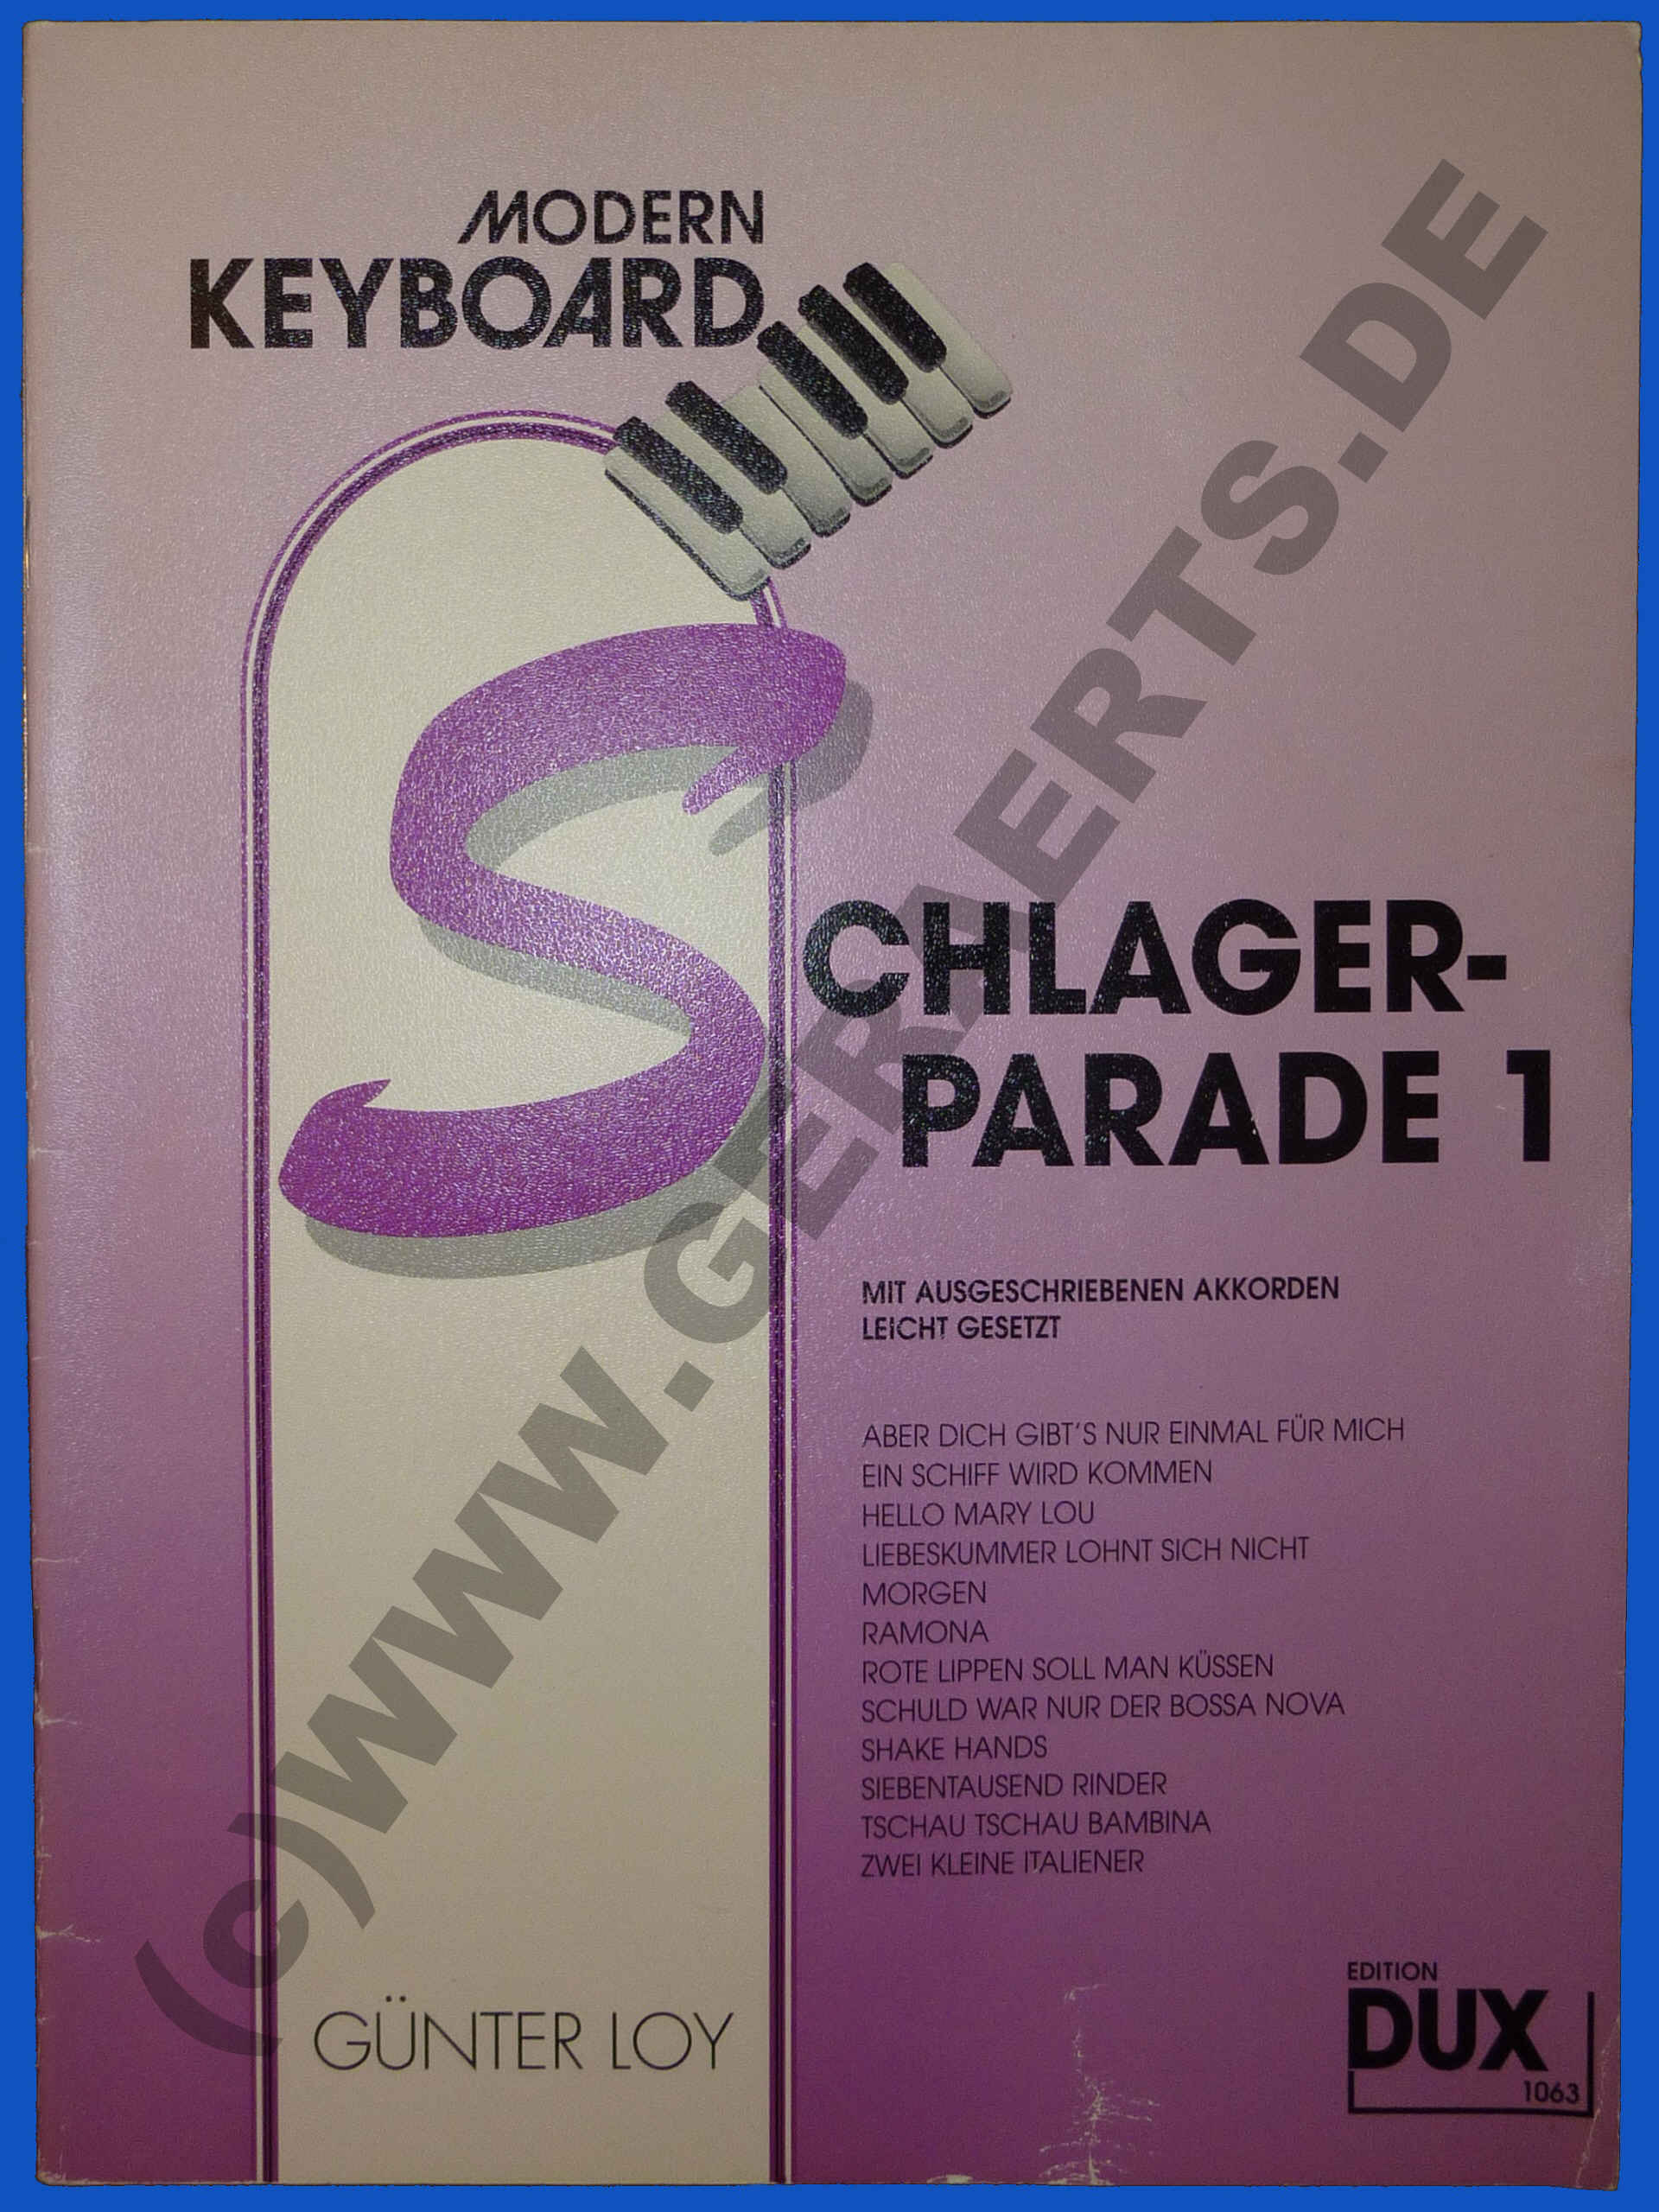 MODERN
KEYBOARD
SCHLAGER-
PARADE 1
MIT AUSGESCHRIEBENEN AKKORDEN
LEICHT GESETZT
ABER DICH GIBT'S NUR EINMAL FÜR MICH
EIN SCHIFF WIRD KOMMEN
HELLO MARY LOU
LIEBESKUMMER LOHNT SICH NICHT
MORGEN
RAMONA
ROTE LIPPEN SOLL MAN KÜSSEN
SCHULD WAR NUR DER BOSSA NOVA
SHAKE HANDS
SIEBENTAUSEND RINDER
TSCHAU TSCHAU BAMBINA
ZWEI KLEINE ITALIENER
GÜNTER LOY
EDITION
DUX
1063
(c)WWW.GERAERTS.DE